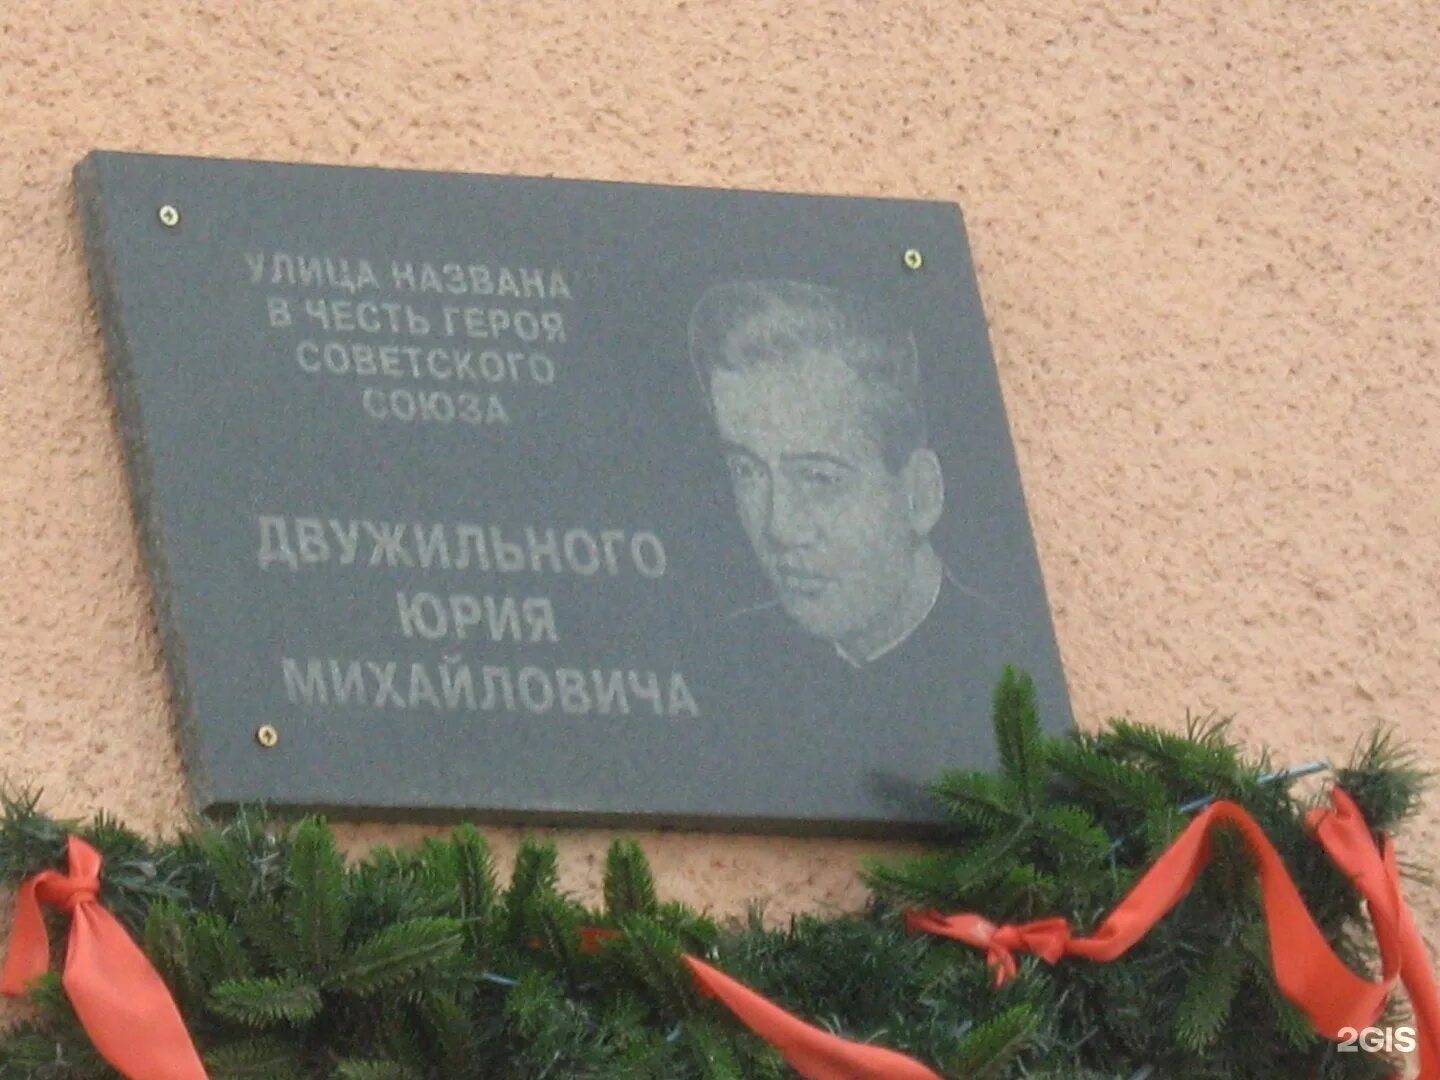 УЛИЦА НАЗВАНА
В ЧЕСТЬ ГЕРОЯ
СОВЕТСКОГО
СОЮЗА
ДВУЖИЛЬНОГО
ЮРИЯ
МИХАЙЛОВИЧА
2GIS